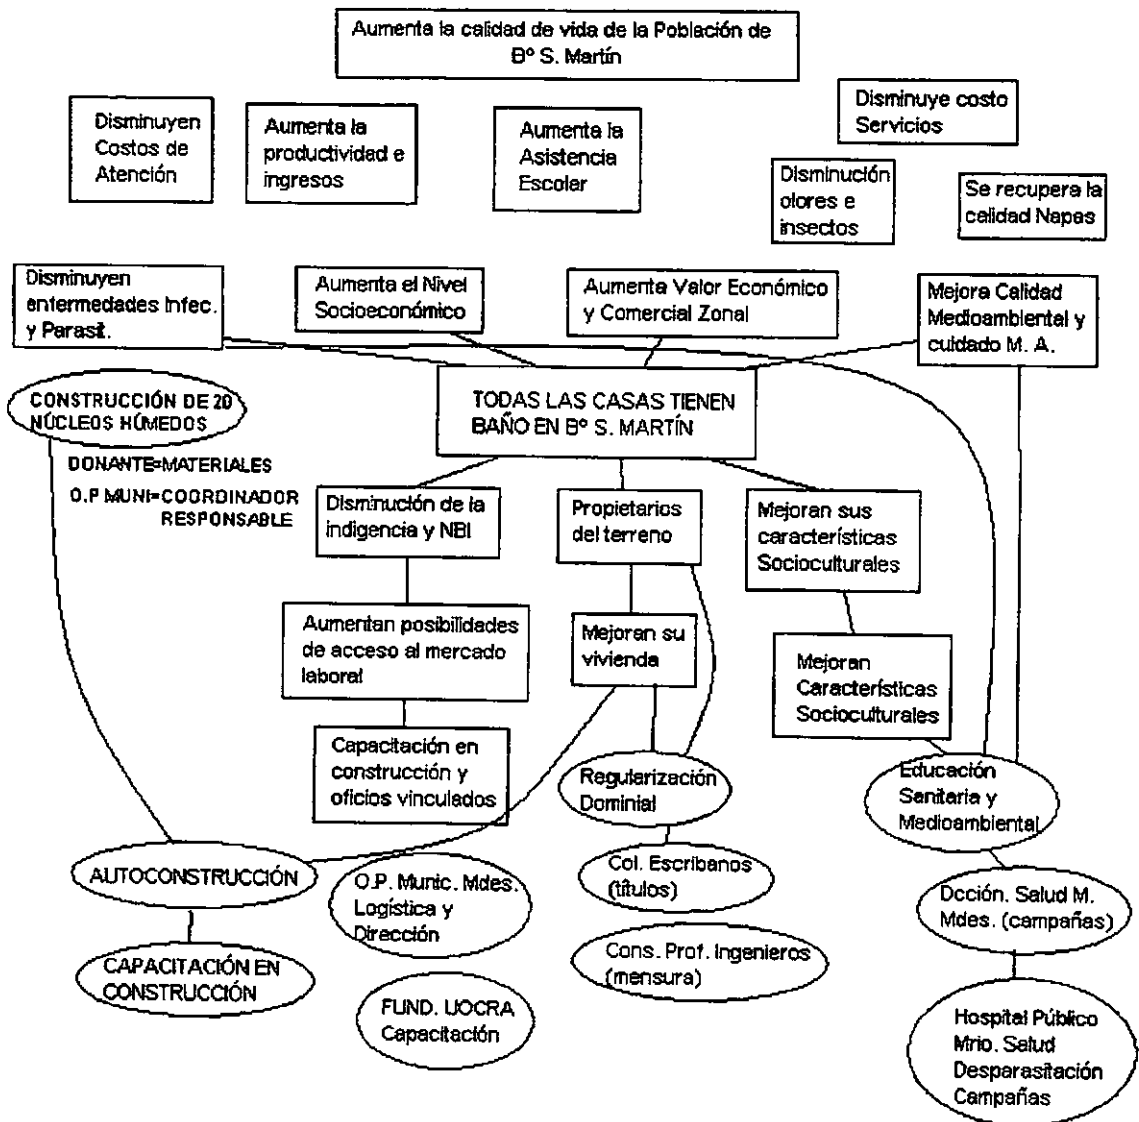 Aumenta la calidad de vida de la Población de
Bº S. Martín
Disminuyen
Costos de
Atención
Aumenta la
productividad e
ingresos
Aumenta la
Asistencia
Escolar
Disminuye costo
Servicios
Disminución
olores e
insectos
Se recupera la
calidad Napas
Disminuyen
enfermedades Infec.
y Parasit.
Aumenta el Nivel
Socioeconómico
Aumenta Valor Económico
y Comercial Zonal
Mejora Calidad
Medioambiental y
cuidado M. A.
CONSTRUCCIÓN DE 20
NÚCLEOS HÚMEDOS
DONANTE=MATERIALES
O.P MUNI=COORDINADOR
RESPONSABLE
TODAS LAS CASAS TIENEN
BAÑO EN Bº S. MARTÍN
Disminución de la
indigencia y NBI
Propietarios
del terreno
Mejoran sus
características
Socioculturales
Aumentan posibilidades
de acceso al mercado
laboral
Mejoran su
vivienda
Mejoran
Características
Socioculturales
Capacitación en
construcción y
oficios vinculados
Regularización
Dominial
Educación
Sanitaria y
Medioambiental
AUTOCONSTRUCCIÓN
O.P. Munic. Mdes.
Logística y
Dirección
Col. Escribanos
(títulos)
Dcción. Salud M.
Mdes. (campañas)
CAPACITACIÓN EN
CONSTRUCCIÓN
FUND. UOCRA
Capacitación
Cons. Prof. Ingenieros
(mensura)
Hospital Público
Mrio. Salud
Desparasitación
Campañas